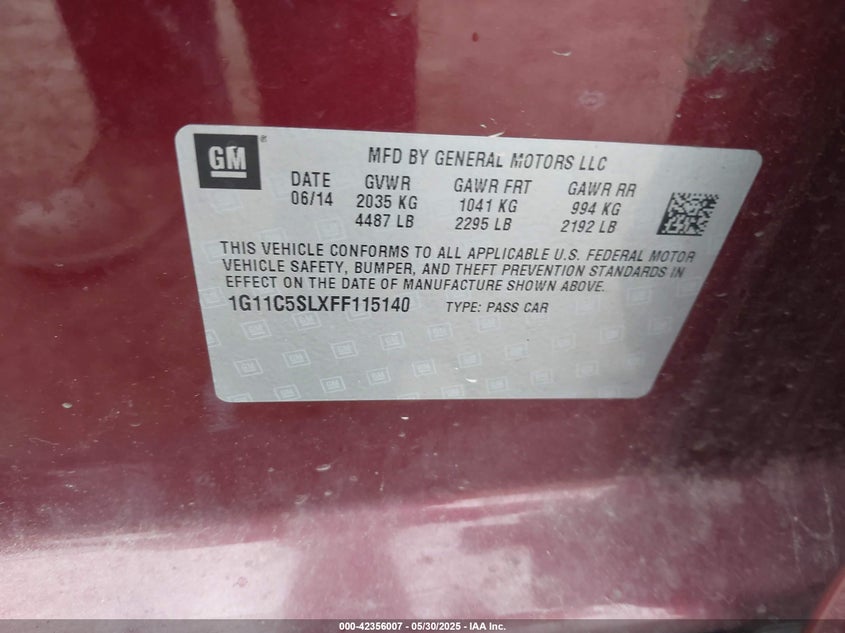 GM
MFD BY GENERAL MOTORS LLC
DATE GVWR GAWR FRT GAWR RR
06/14 2035 KG 1041 KG 994 KG
4487 LB 2295 LB 2192 LB
THIS VEHICLE CONFORMS TO ALL APPLICABLE U.S. FEDERAL MOTOR
VEHICLE SAFETY, BUMPER, AND THEFT PREVENTION STANDARDS IN
EFFECT ON THE DATE OF MANUFACTURE SHOWN ABOVE.
1G11C5SLXFF115140 TYPE: PASS CAR
000-42356007 - 05/30/2025 - IAA Inc.